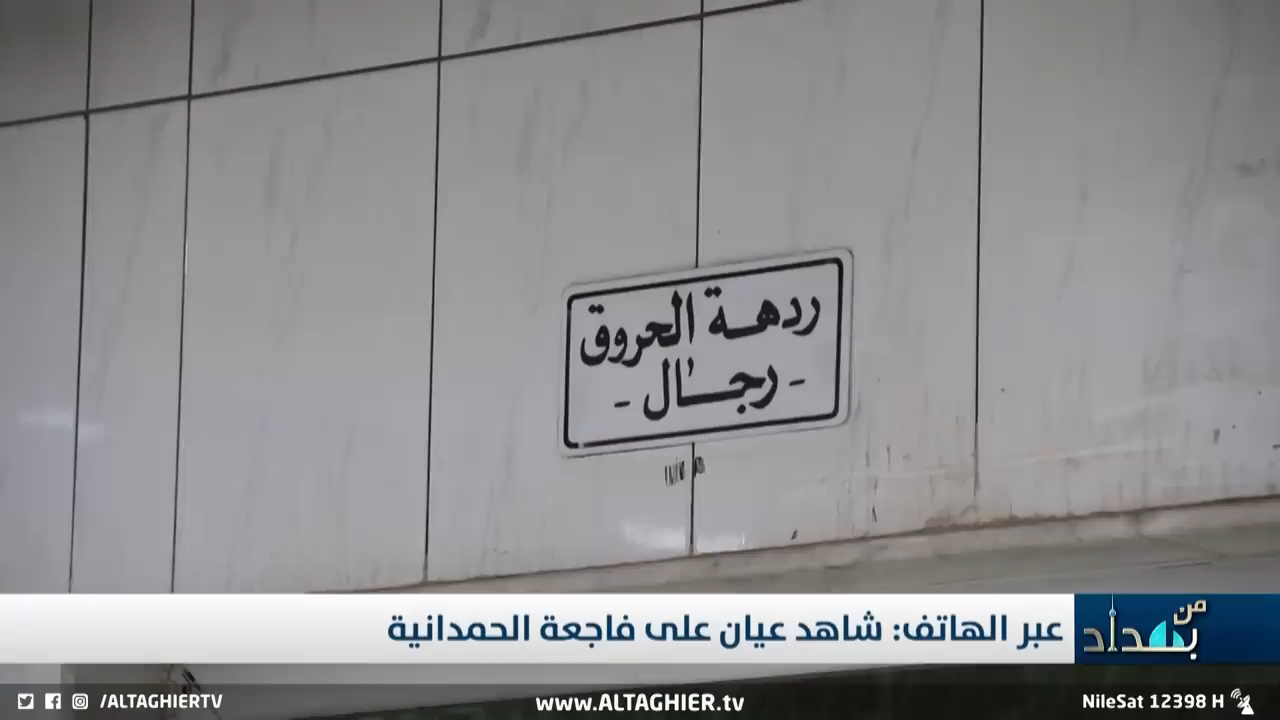 ردهة الحروق
- رجال -
عبر الهاتف: شاهد عيان على فاجعة الحمدانية
من بغداد
/ALTAGHIERTV
www.ALTAGHIER.tv
NileSat 12398 H